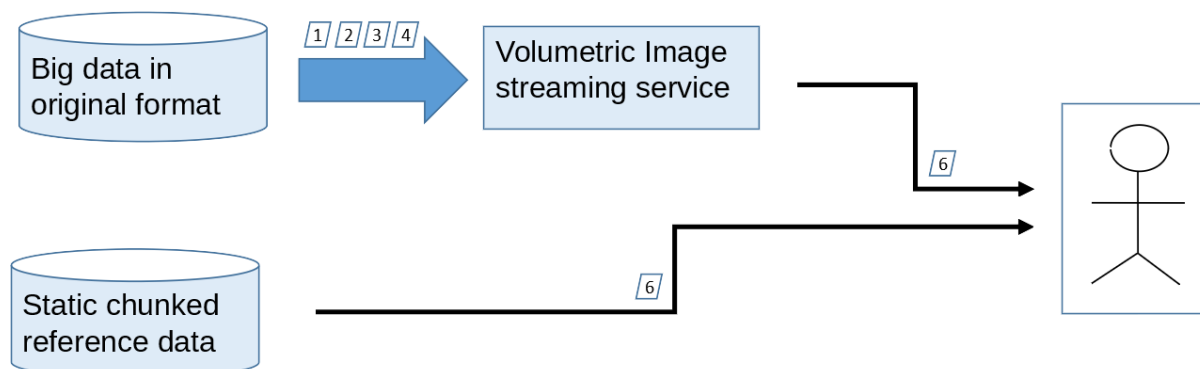 1 2 3 4
Big data in
original format
Volumetric Image
streaming service
6
6
Static chunked
reference data